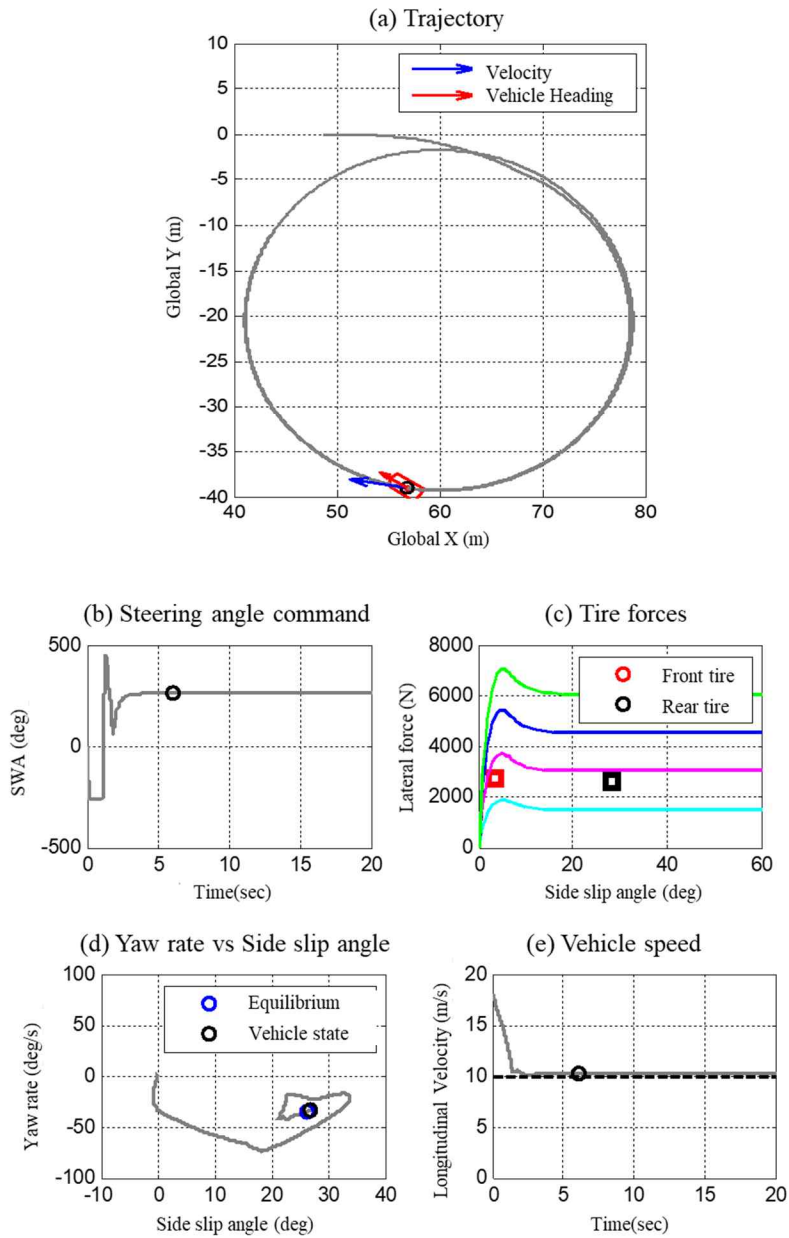 (a) Trajectory
10
5
0
-5
-10
-15
-20
-25
-30
-35
-40
40
50
60
70
80
Global Y (m)
Global X (m)
Velocity
Vehicle Heading
(b) Steering angle command
500
0
-500
0
5
10
15
20
SWA (deg)
Time(sec)
(c) Tire forces
8000
6000
4000
2000
0
0
20
40
60
Lateral force (N)
Side slip angle (deg)
Front tire
Rear tire
(d) Yaw rate vs Side slip angle
100
50
0
-50
-100
-10
0
10
20
30
40
Yaw rate (deg/s)
Side slip angle (deg)
Equilibrium
Vehicle state
(e) Vehicle speed
20
15
10
5
0
0
5
10
15
20
Longitudinal Velocity (m/s)
Time(sec)